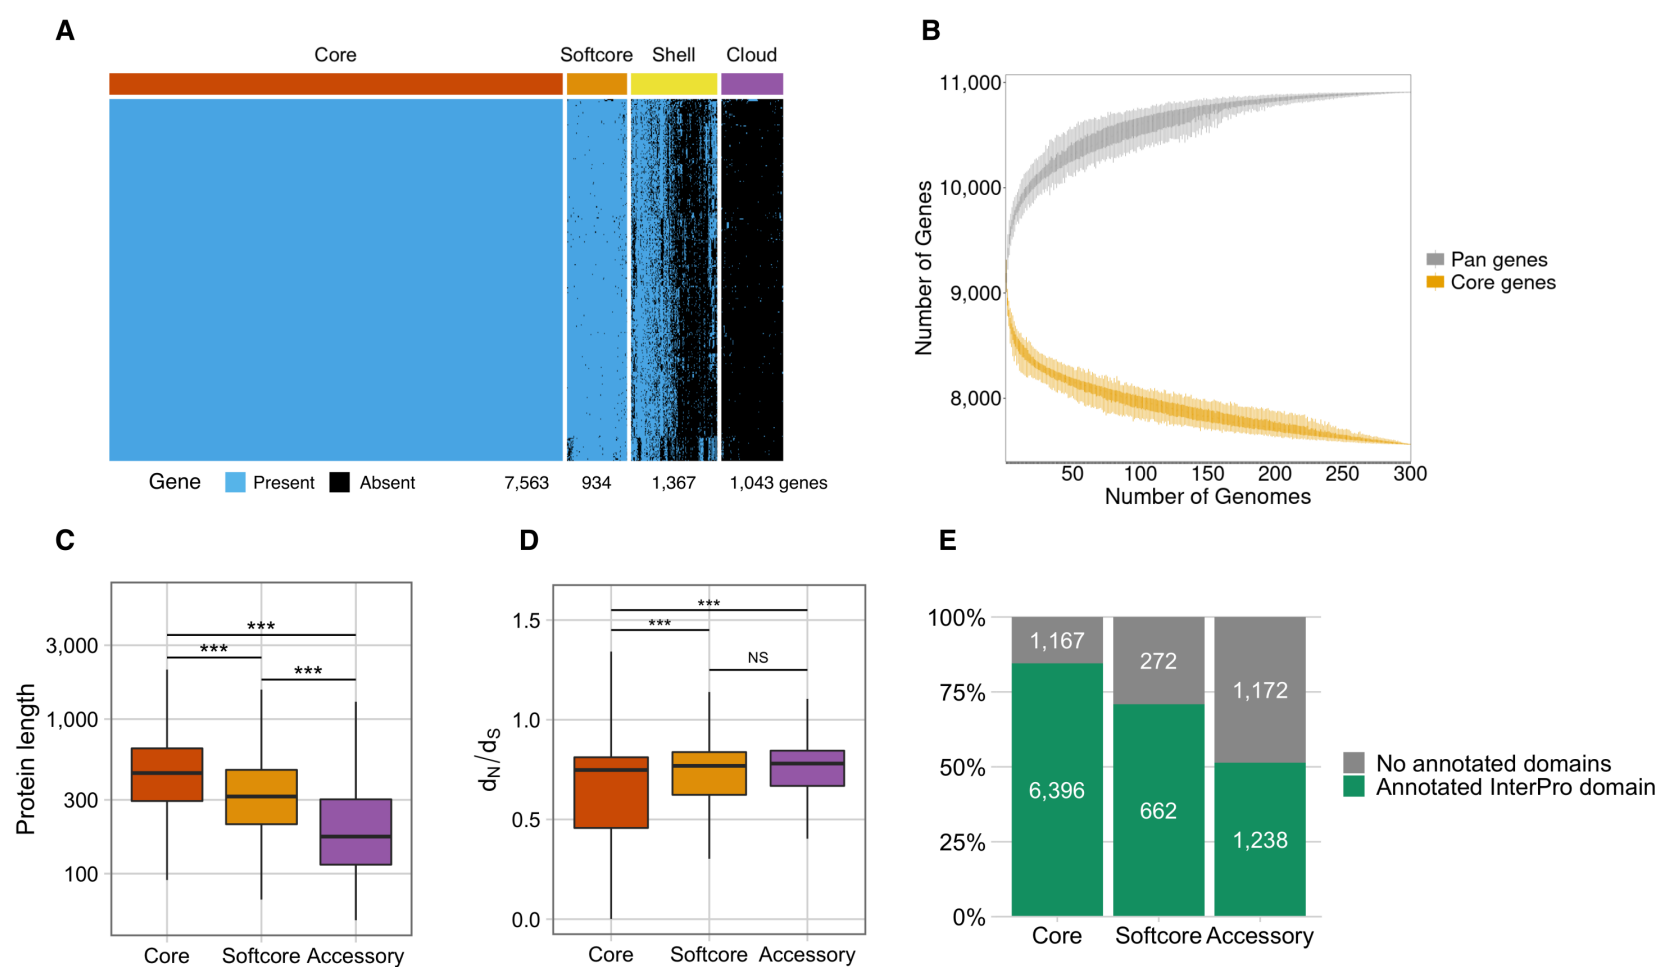 A
Core Softcore Shell Cloud
Gene Present Absent 7,563 934 1,367 1,043 genes
B
11,000
10,000
9,000
8,000
Number of Genes
50 100 150 200 250 300
Number of Genomes
Pan genes
Core genes
C
3,000
1,000
300
100
Protein length
***
***
***
Core Softcore Accessory
D
1.5
1.0
0.5
0.0
dN/dS
***
***
NS
Core Softcore Accessory
E
100%
75%
50%
25%
0%
1,167 272 1,172
6,396 662 1,238
Core Softcore Accessory
No annotated domains
Annotated InterPro domain